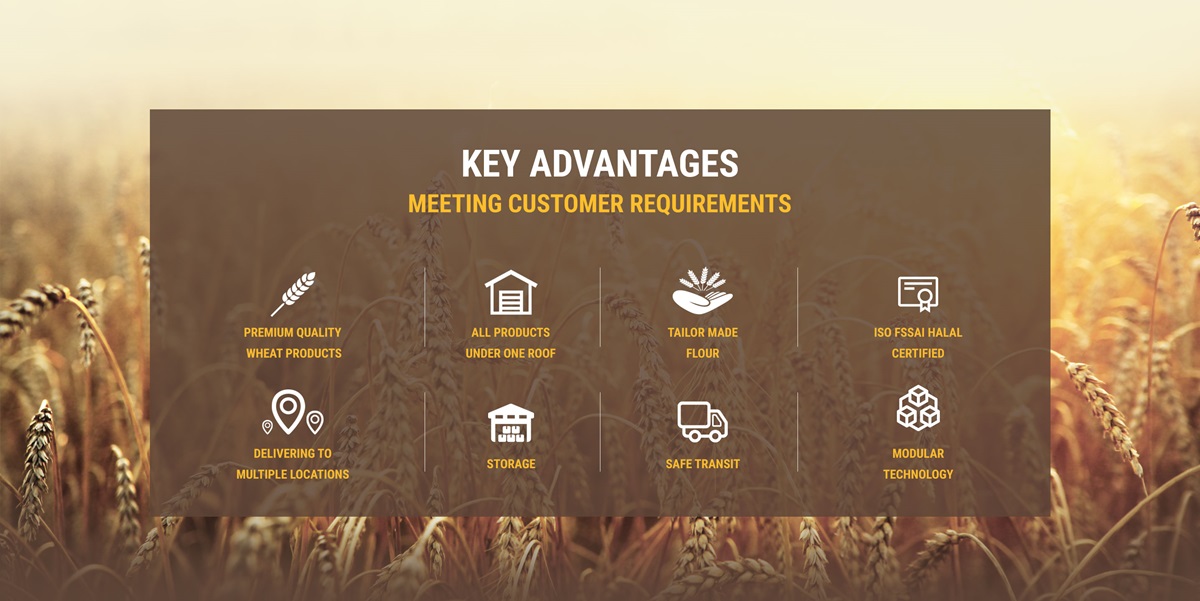 KEY ADVANTAGES
MEETING CUSTOMER REQUIREMENTS
PREMIUM QUALITY
WHEAT PRODUCTS
ALL PRODUCTS
UNDER ONE ROOF
TAILOR MADE
FLOUR
ISO FSSAI HALAL
CERTIFIED
DELIVERING TO
MULTIPLE LOCATIONS
STORAGE
SAFE TRANSIT
MODULAR
TECHNOLOGY